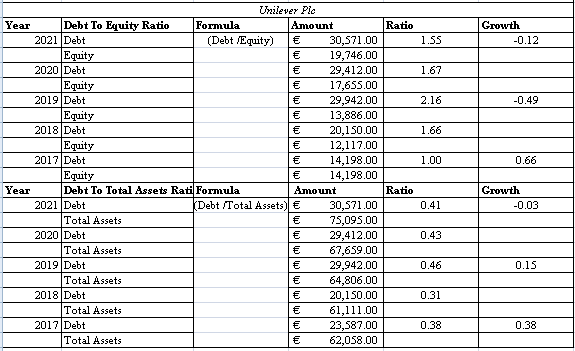 Unilever Plc
Year Debt To Equity Ratio Formula Amount Ratio Growth
2021 Debt (Debt /Equity) € 30,571.00 1.55 -0.12
Equity € 19,746.00
2020 Debt € 29,412.00 1.67
Equity € 17,655.00
2019 Debt € 29,942.00 2.16 -0.49
Equity € 13,886.00
2018 Debt € 20,150.00 1.66
Equity € 12,117.00
2017 Debt € 14,198.00 1.00 0.66
Equity € 14,198.00
Year Debt To Total Assets Rati Formula Amount Ratio Growth
2021 Debt (Debt /Total Assets) € 30,571.00 0.41 -0.03
Total Assets € 75,095.00
2020 Debt € 29,412.00 0.43
Total Assets € 67,659.00
2019 Debt € 29,942.00 0.46 0.15
Total Assets € 64,806.00
2018 Debt € 20,150.00 0.31
Total Assets € 61,111.00
2017 Debt € 23,587.00 0.38 0.38
Total Assets € 62,058.00